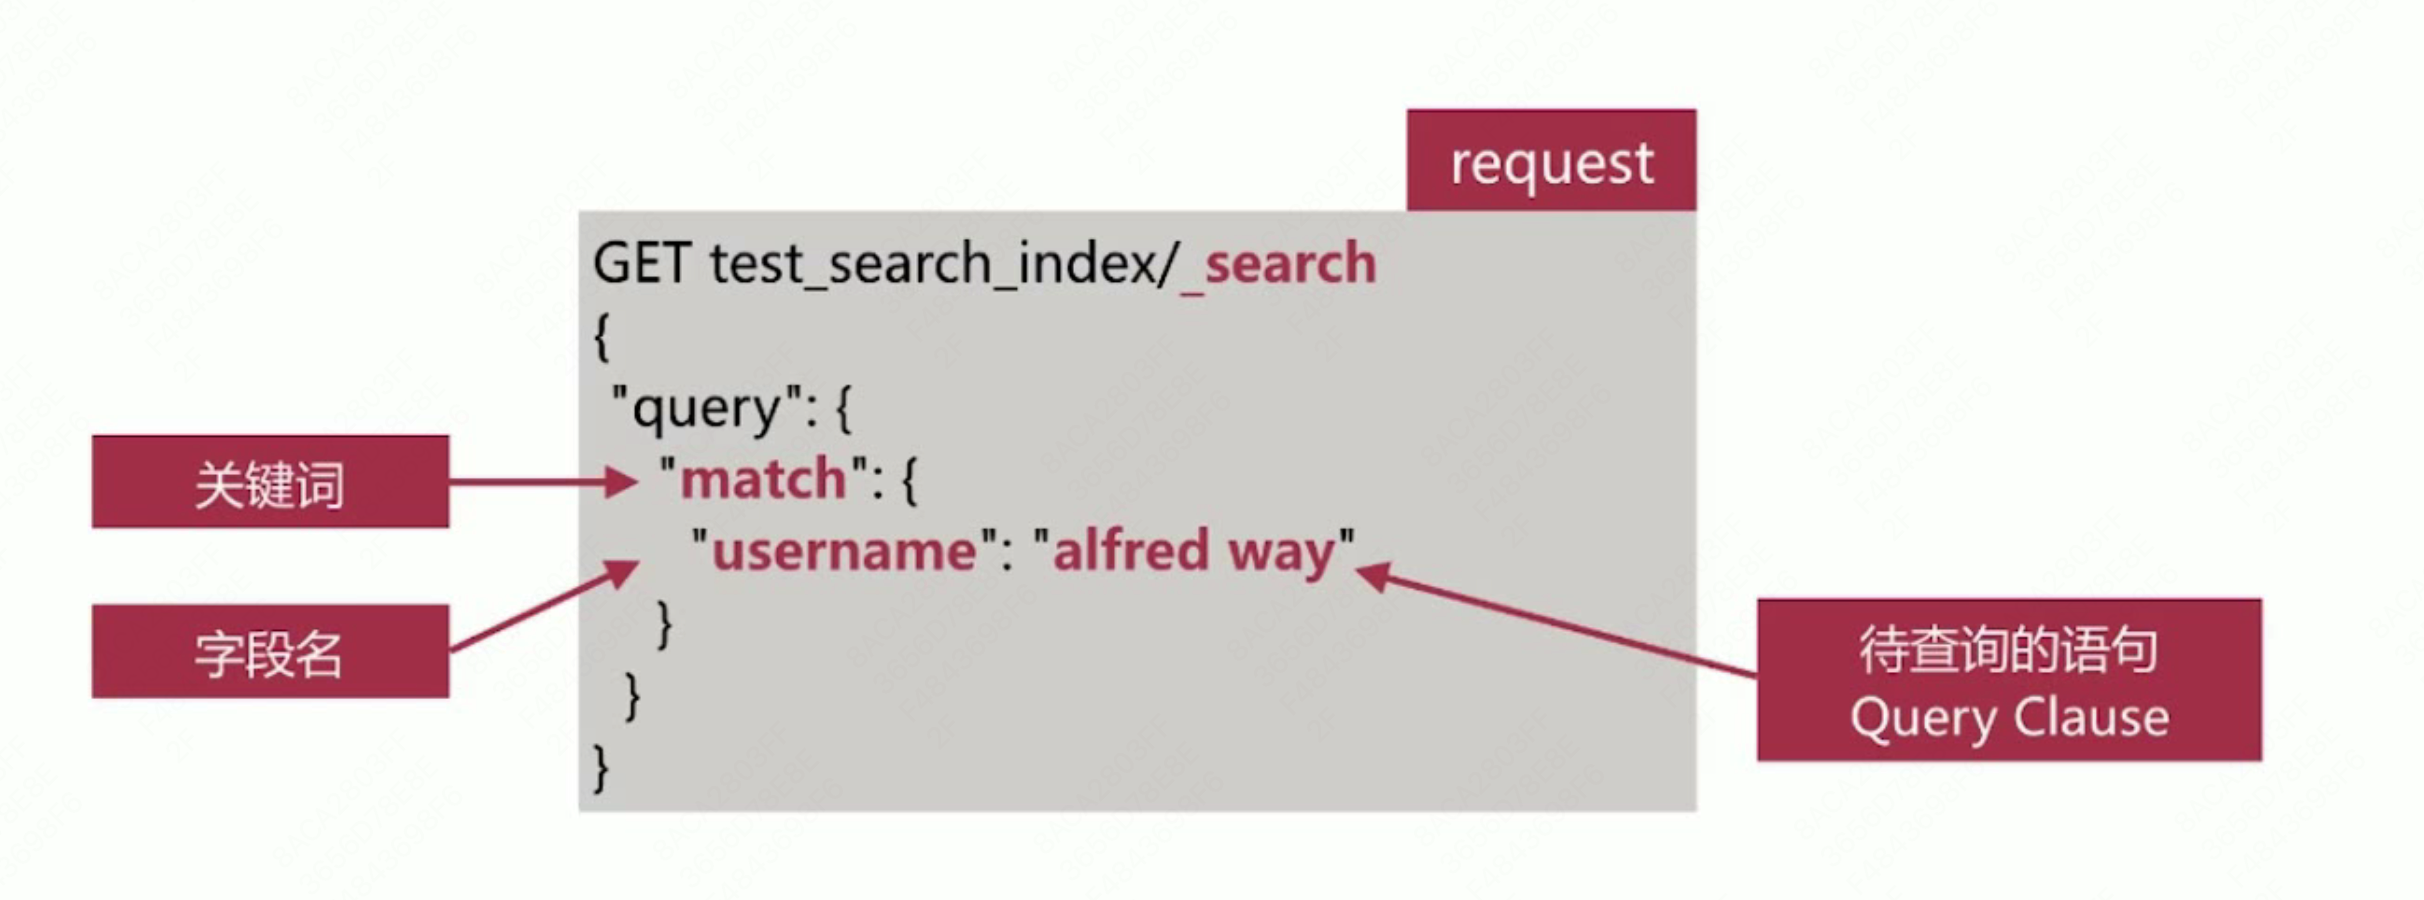 request
GET test_search_index/_search
{
"query": {
关键词
"match": {
"username": "alfred way"
字段名
}
待查询的语句
Query Clause
}
}